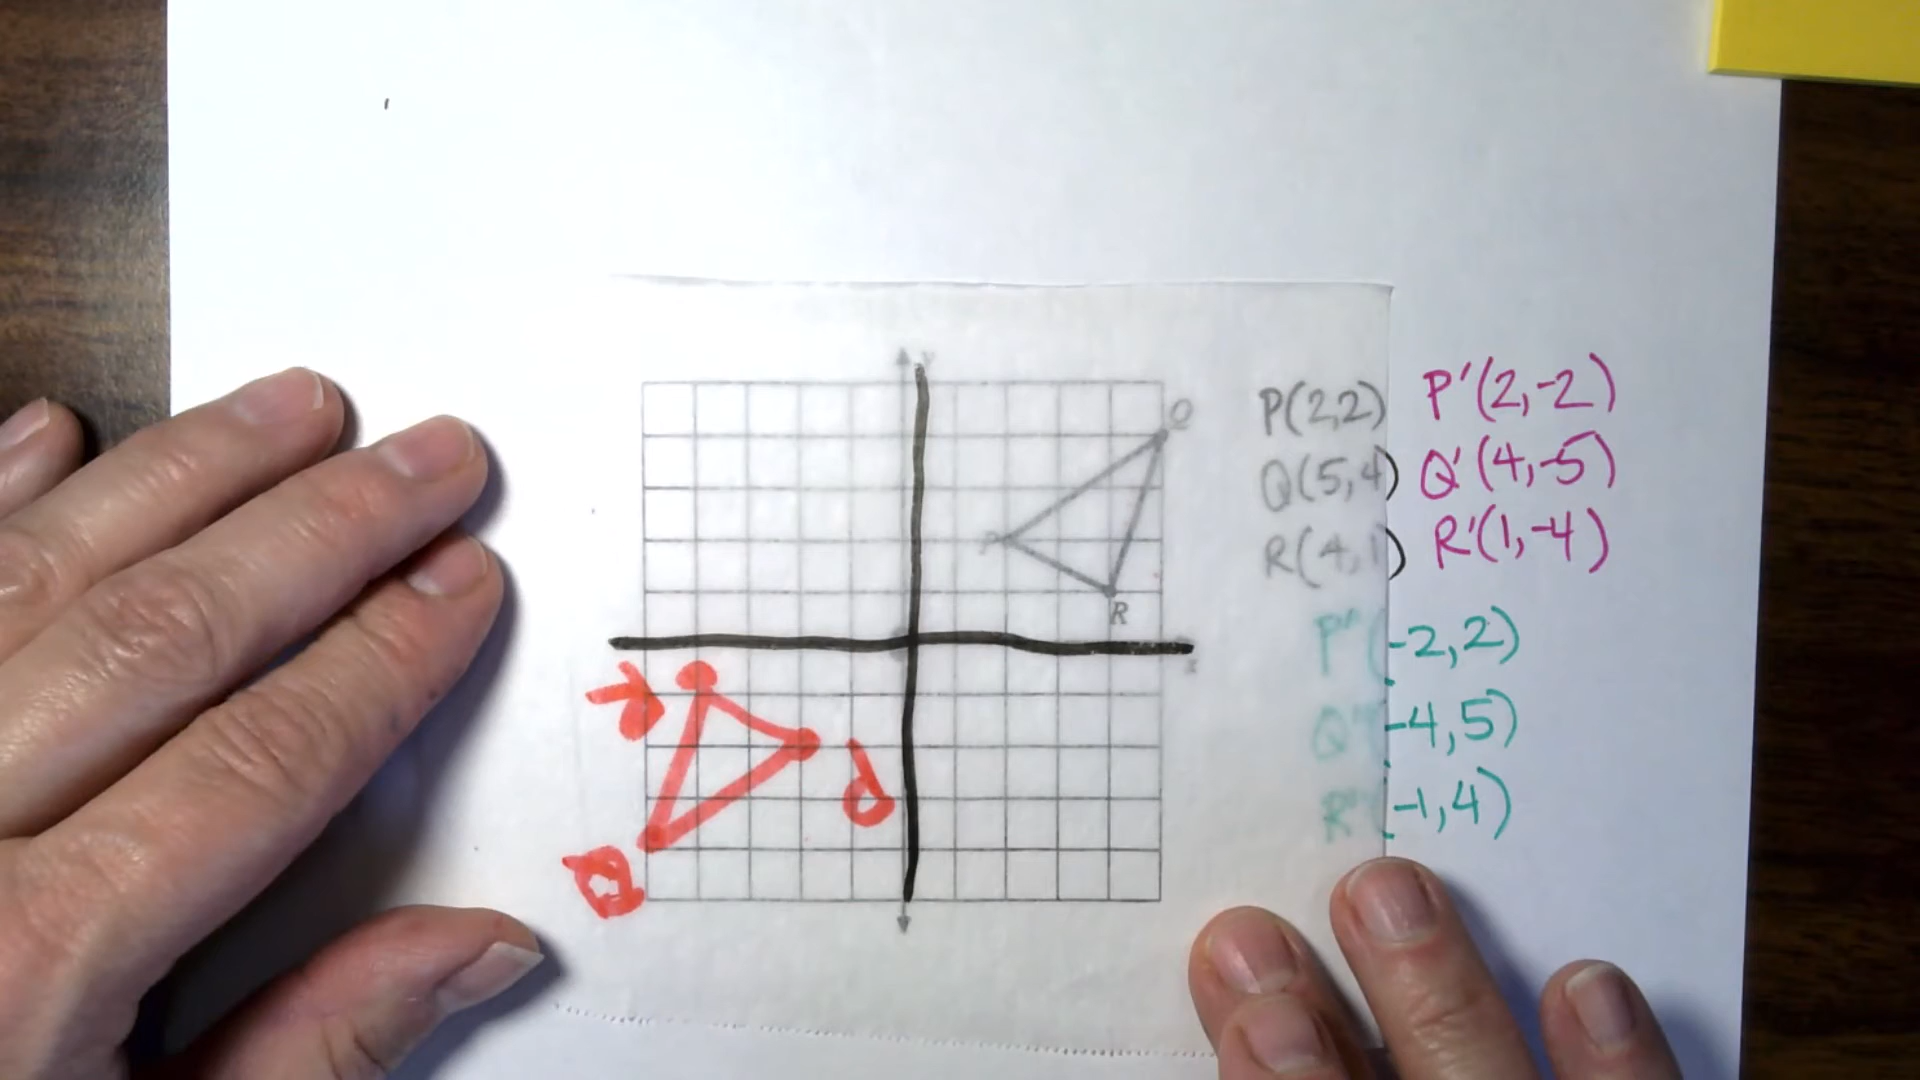 y
Q
P
R
x
P(2,2) P'(2,-2)
Q(5,4) Q'(4,-5)
R(4,1) R'(1,-4)
P"(-2,2)
Q"(-4,5)
R"(-1,4)
R
P
Q